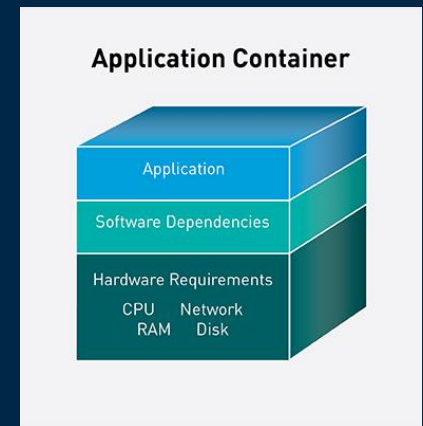 Application Container
Application
Software Dependencies
Hardware Requirements
CPU Network
RAM Disk